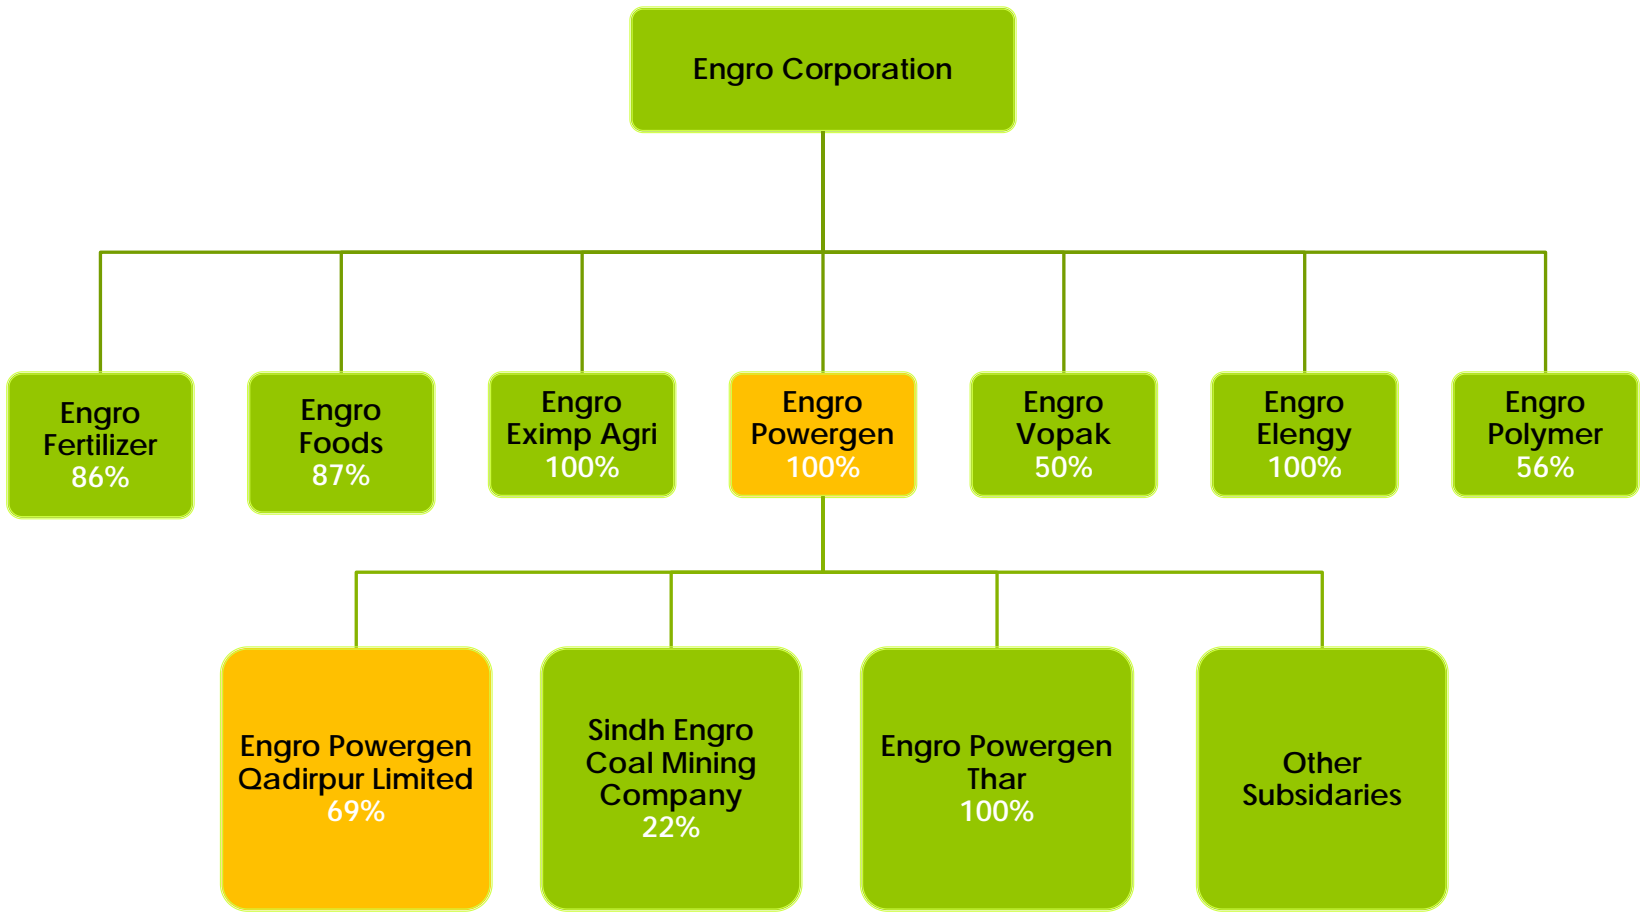 Engro Corporation
Engro
Fertilizer
86%
Engro
Foods
87%
Engro
Eximp Agri
100%
Engro
Powergen
100%
Engro
Vopak
50%
Engro
Elengy
100%
Engro
Polymer
56%
Engro Powergen
Qadirpur Limited
69%
Sindh Engro
Coal Mining
Company
22%
Engro Powergen
Thar
100%
Other
Subsidaries